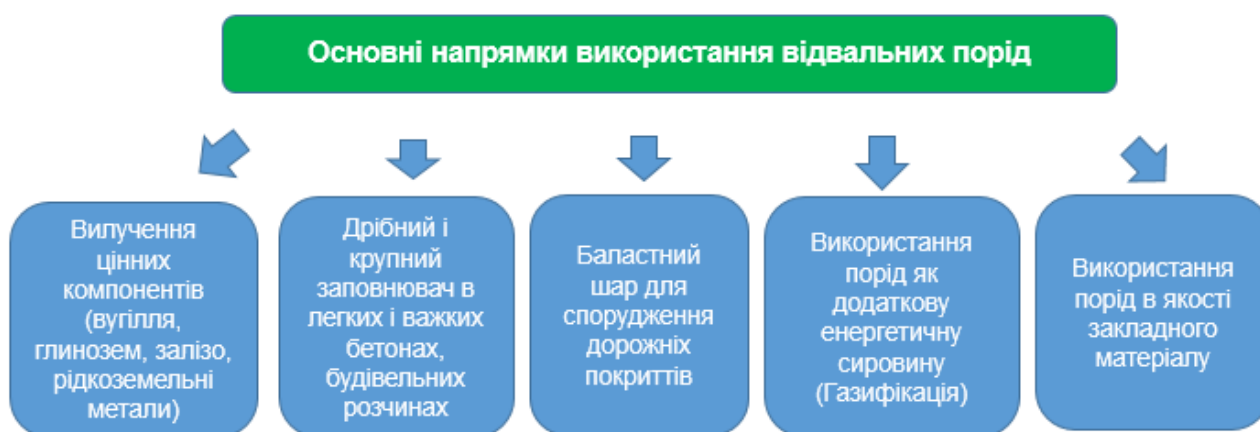 Основні напрямки використання відвальних порід
Вилучення
цінних
компонентів
(вугілля,
глинозем, залізо,
рідкоземельні
метали)
Дрібний і
крупний
заповнювач в
легких і важких
бетонах,
будівельних
розчинах
Баластний
шар для
спорудження
дорожніх
покриттів
Використання
порід як
додаткову
енергетичну
сировину
(Газифікація)
Використання
порід в якості
закладного
матеріалу